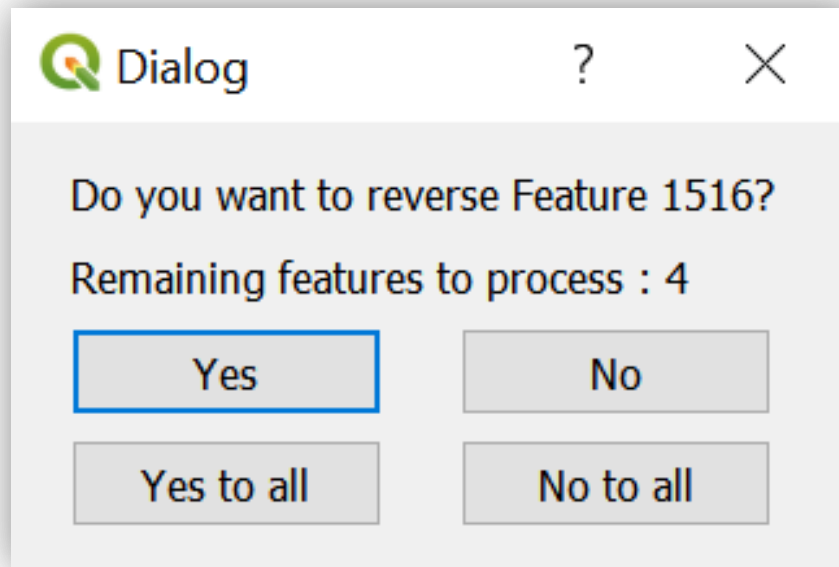 Dialog ?
Do you want to reverse Feature 1516?
Remaining features to process : 4
Yes No
Yes to all No to all